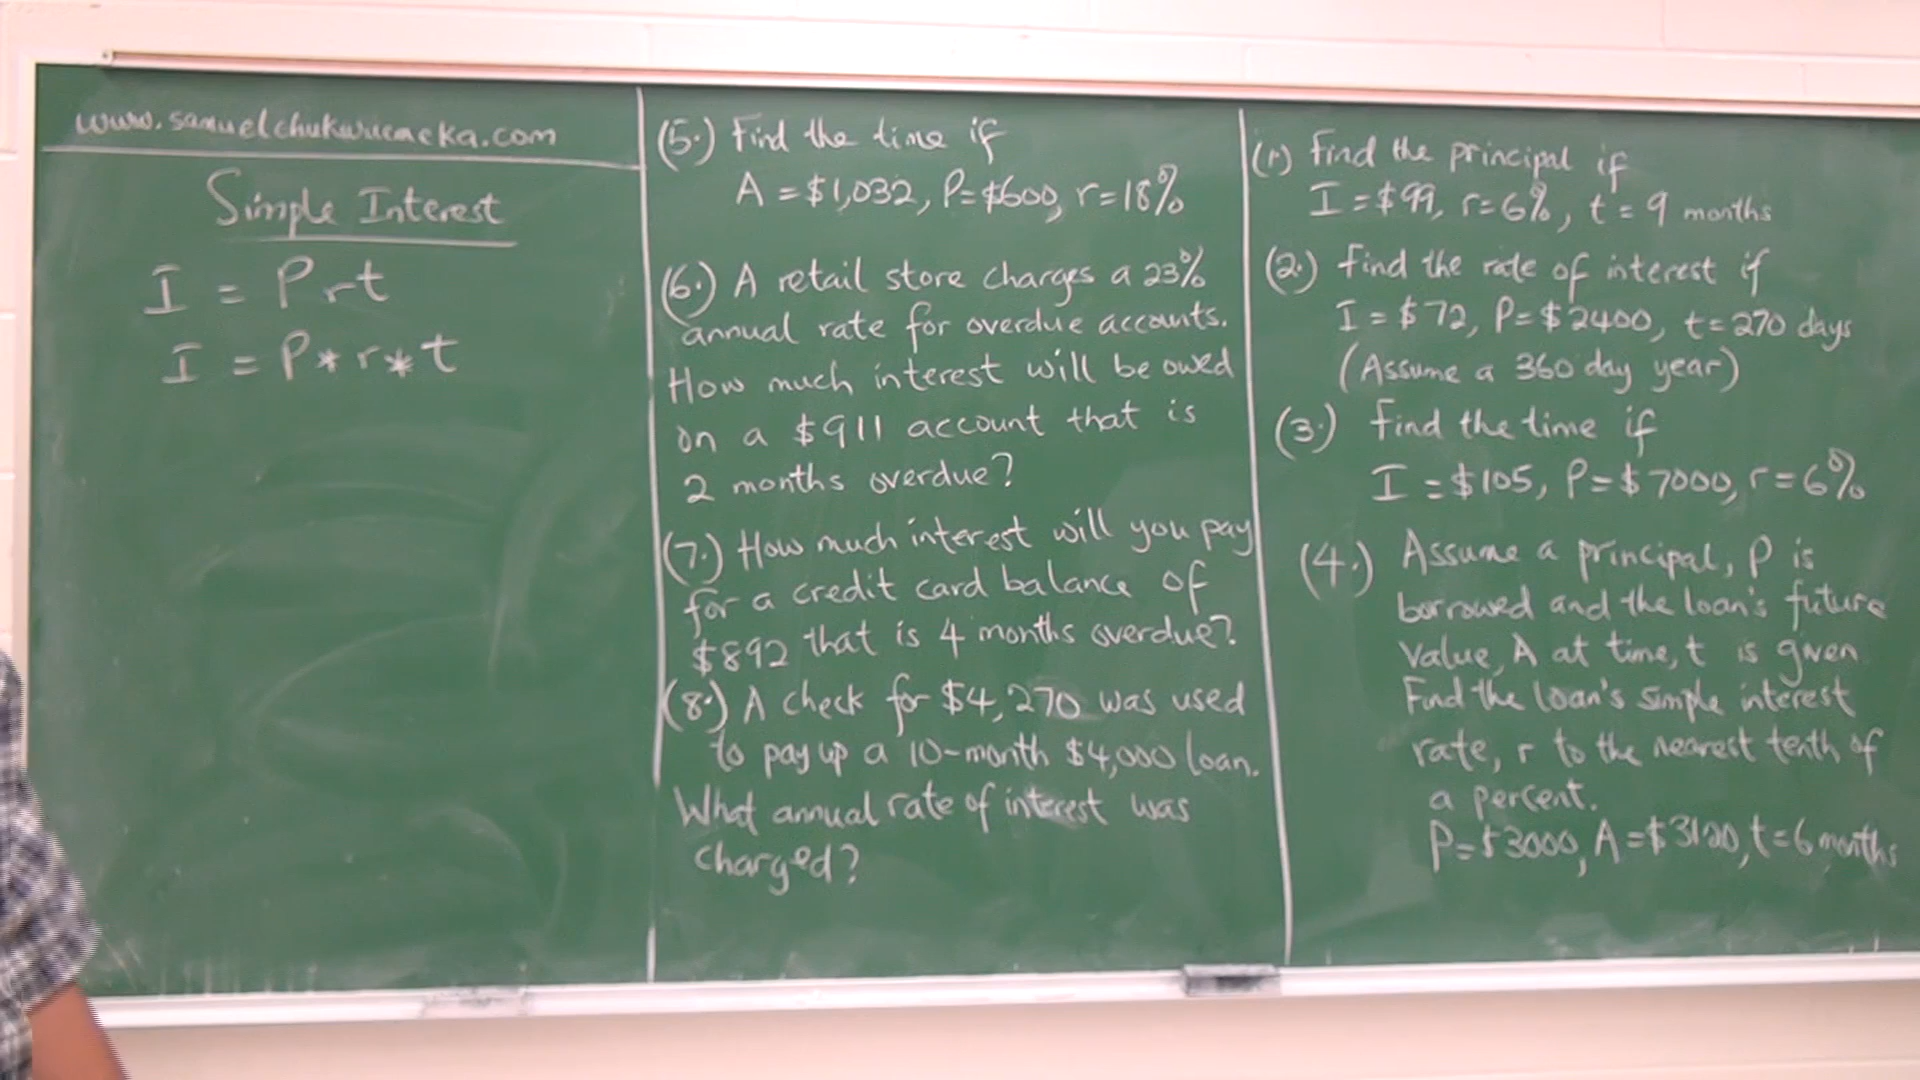 www.samuelchukwuemeka.com
Simple Interest
I = Prt
I = P*r*t
(5.) Find the time if
A = $1,032, P=$600, r=18%
(6.) A retail store charges a 23%
annual rate for overdue accounts.
How much interest will be owed
on a $911 account that is
2 months overdue?
(7.) How much interest will you pay
for a credit card balance of
$892 that is 4 months overdue?
(8.) A check for $4,270 was used
to pay up a 10-month $4,000 loan.
What annual rate of interest was
charged?
(1.) Find the principal if
I = $99, r=6%, t = 9 months
(2.) Find the rate of interest if
I = $72, P=$2400, t=270 days
(Assume a 360 day year)
(3.) Find the time if
I = $105, P=$7000, r=6%
(4.) Assume a principal, P is
borrowed and the loan's future
value, A at time, t is given
Find the loan's simple interest
rate, r to the nearest tenth of
a percent.
P=$3000, A=$3100, t=6 months